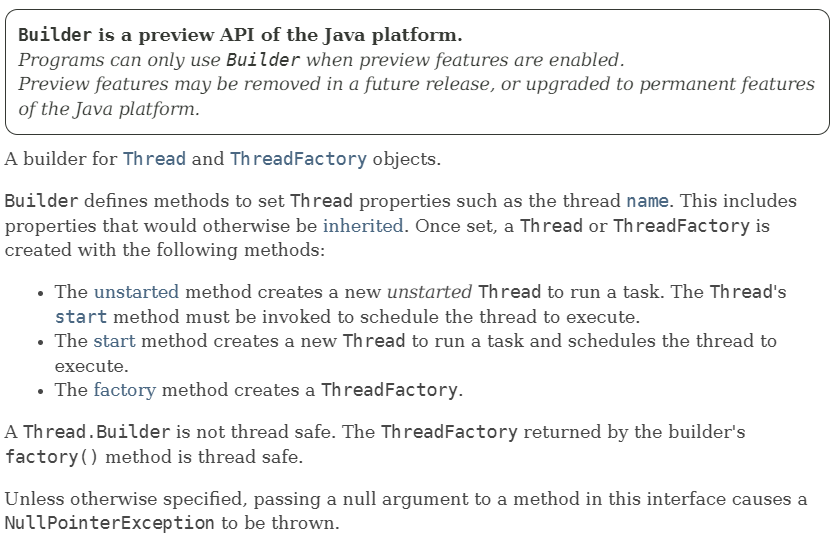 Builder is a preview API of the Java platform.
Programs can only use Builder when preview features are enabled.
Preview features may be removed in a future release, or upgraded to permanent features
of the Java platform.
A builder for Thread and ThreadFactory objects.
Builder defines methods to set Thread properties such as the thread name. This includes
properties that would otherwise be inherited. Once set, a Thread or ThreadFactory is
created with the following methods:
• The unstarted method creates a new unstarted Thread to run a task. The Thread's
start method must be invoked to schedule the thread to execute.
• The start method creates a new Thread to run a task and schedules the thread to
execute.
• The factory method creates a ThreadFactory.
A Thread.Builder is not thread safe. The ThreadFactory returned by the builder's
factory() method is thread safe.
Unless otherwise specified, passing a null argument to a method in this interface causes a
NullPointerException to be thrown.